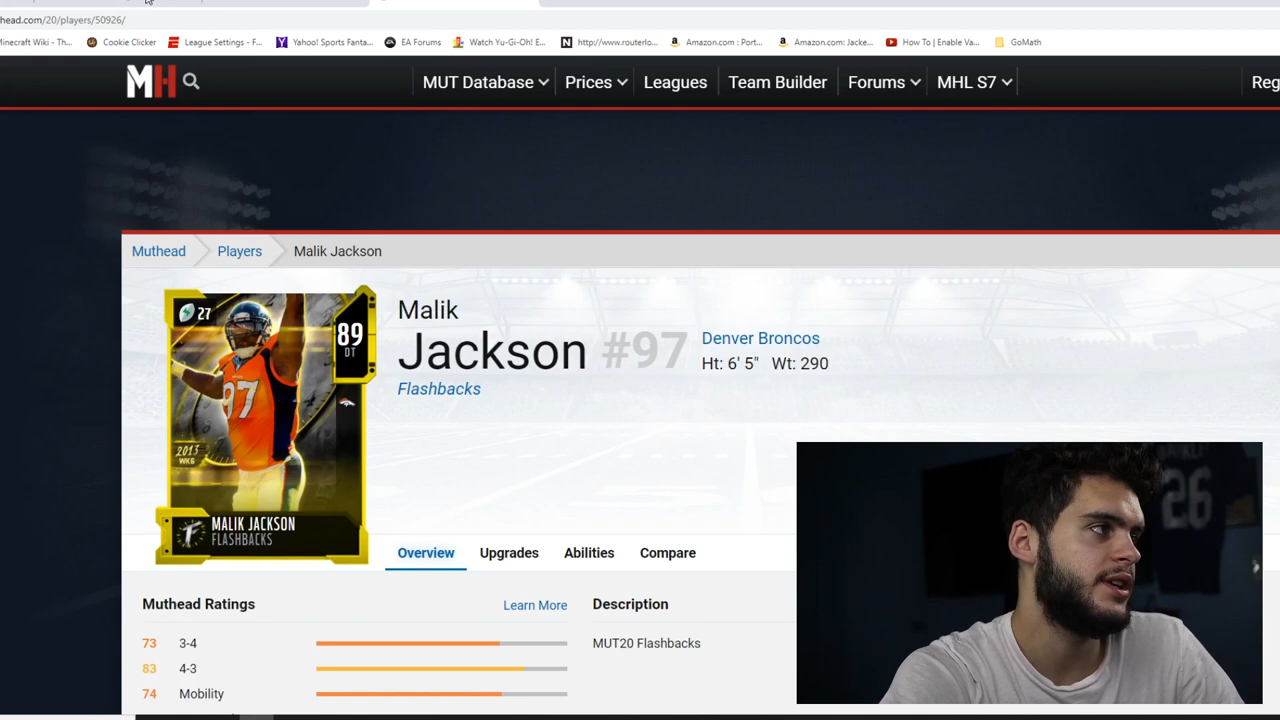 head.com/20/players/50926/
Minecraft Wiki - Th... Cookie Clicker League Settings - F... Yahoo! Sports Fanta... EA Forums Watch Yu-Gi-Oh! E... http://www.routerlo... Amazon.com : Port... Amazon.com: Jacke... How To | Enable Va... GoMath
MH MUT Database Prices Leagues Team Builder Forums MHL S7 Reg
Muthead Players Malik Jackson
27
89
DT
97
2015
WK6
MALIK JACKSON
FLASHBACKS
Malik
Jackson #97
Flashbacks
Denver Broncos
Ht: 6' 5" Wt: 290
Overview Upgrades Abilities Compare
Muthead Ratings Learn More
73 3-4
83 4-3
74 Mobility
Description
MUT20 Flashbacks
26